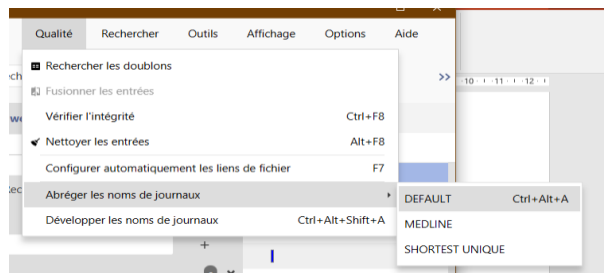 Qualité Rechercher Outils Affichage Options Aide
Rechercher les doublons
Fusionner les entrées
Vérifier l'intégrité Ctrl+F8
Nettoyer les entrées Alt+F8
Configurer automatiquement les liens de fichier F7
Abréger les noms de journaux
DEFAULT Ctrl+Alt+A
Développer les noms de journaux Ctrl+Alt+Shift+A
MEDLINE
SHORTEST UNIQUE
10 11 12